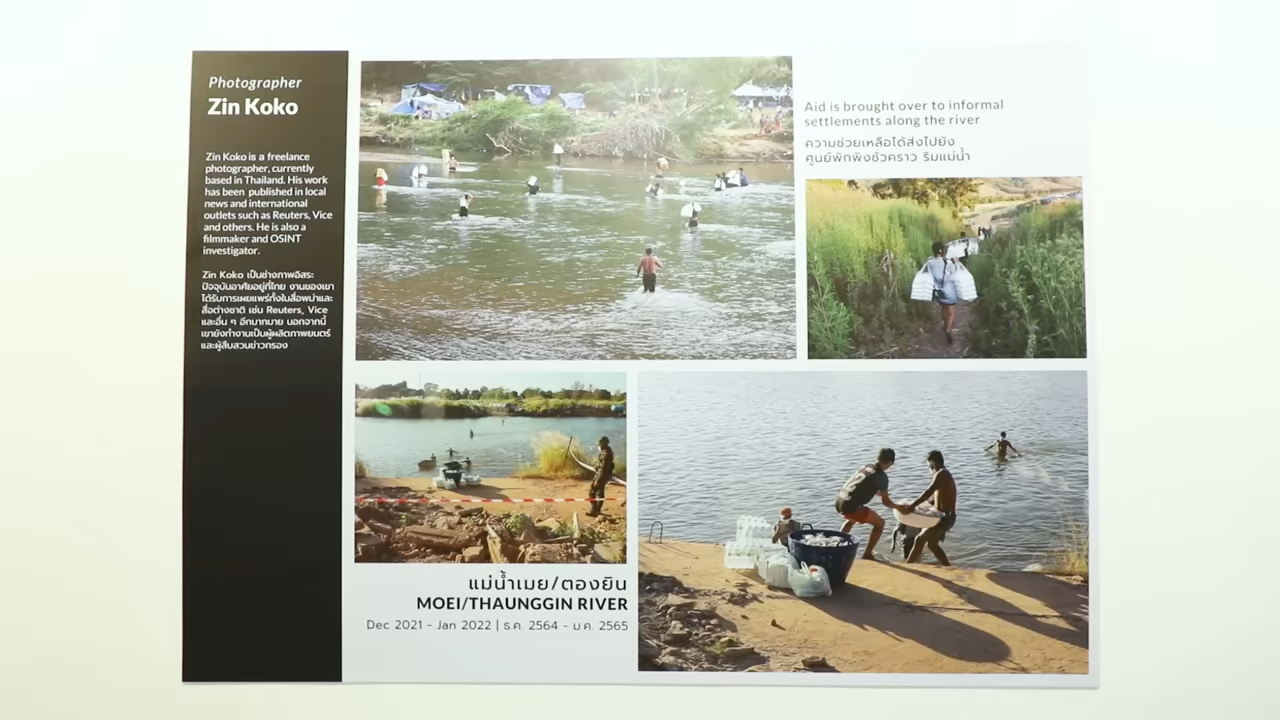 Photographer
Zin Koko
Zin Koko is a freelance
photographer, currently
based in Thailand. His work
has been published in local
news and international
outlets such as Reuters, Vice
and others. He is also a
filmmaker and OSINT
investigator.
Zin Koko เป็นช่างภาพอิสระ
ปัจจุบันอาศัยอยู่ที่ไทย งานของเขา
ได้รับการเผยแพร่ทั้งในสื่อพม่าและ
สื่อต่างชาติ เช่น Reuters, Vice
และอื่น ๆ อีกมากมาย นอกจากนี้
เขายังทำงานเป็นผู้ผลิตภาพยนตร์
และผู้สืบสวนข่าวกรอง
Aid is brought over to informal
settlements along the river
ความช่วยเหลือได้ส่งไปยัง
ศูนย์พักพิงชั่วคราว ริมแม่น้ำ
แม่น้ำเมย/ตองยิน
MOEI/THAUNGGIN RIVER
Dec 2021 - Jan 2022 | ธ.ค. 2564 - ม.ค. 2565